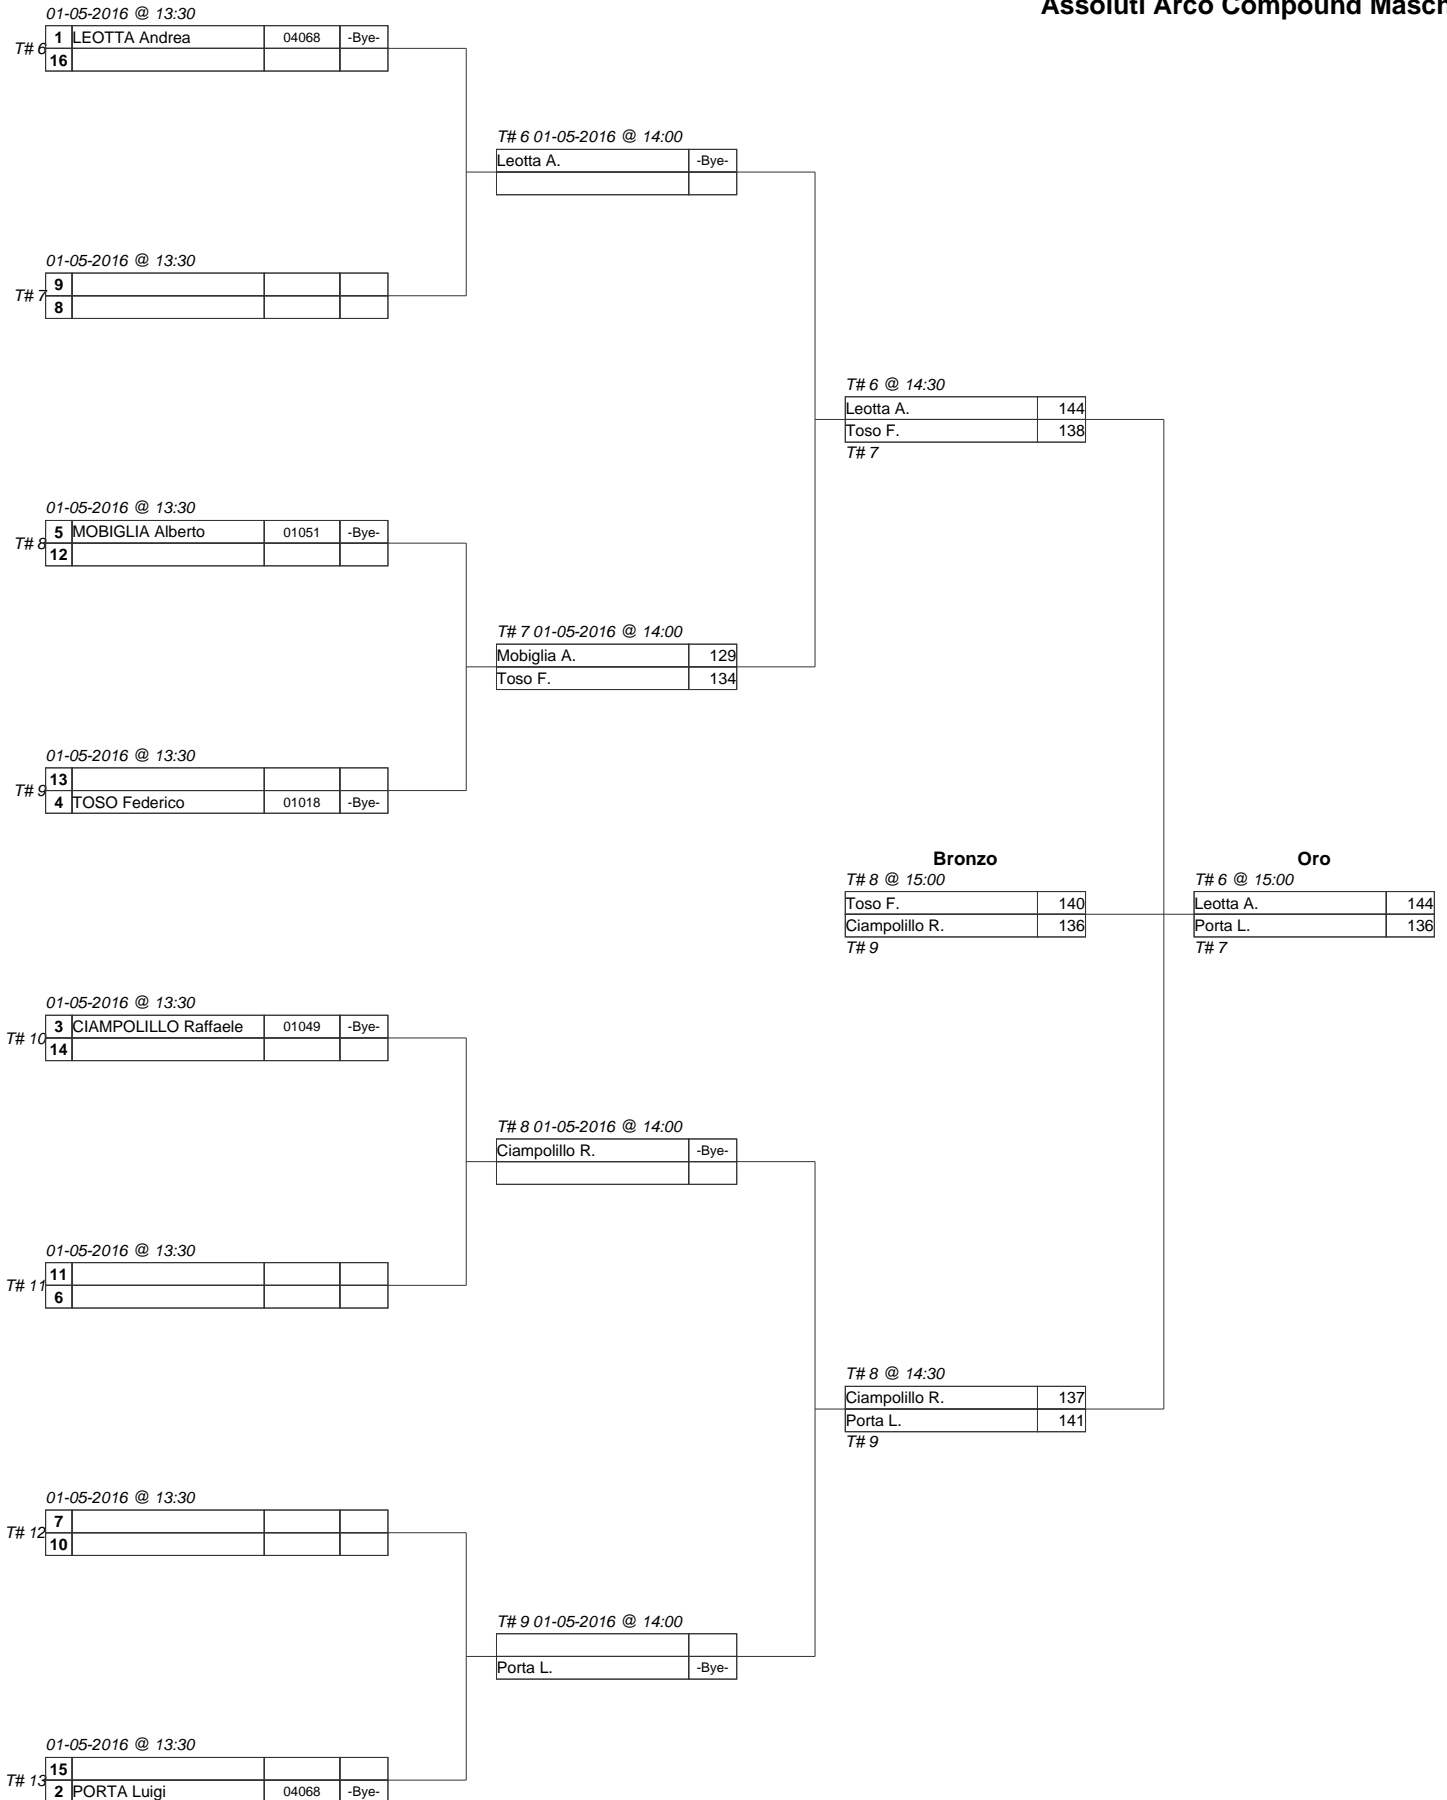 Assoluti Arco Compound Masch
01-05-2016 @ 13:30
T# 6
1 LEOTTA Andrea 04068 -Bye-
16
T# 6 01-05-2016 @ 14:00
Leotta A. -Bye-
01-05-2016 @ 13:30
T# 7
9
8
T# 6 @ 14:30
Leotta A. 144
Toso F. 138
T# 7
01-05-2016 @ 13:30
T# 8
5 MOBIGLIA Alberto 01051 -Bye-
12
T# 7 01-05-2016 @ 14:00
Mobiglia A. 129
Toso F. 134
01-05-2016 @ 13:30
T# 9
13
4 TOSO Federico 01018 -Bye-
Bronzo
T# 8 @ 15:00
Toso F. 140
Ciampolillo R. 136
T# 9
Oro
T# 6 @ 15:00
Leotta A. 144
Porta L. 136
T# 7
01-05-2016 @ 13:30
T# 10
3 CIAMPOLILLO Raffaele 01049 -Bye-
14
T# 8 01-05-2016 @ 14:00
Ciampolillo R. -Bye-
01-05-2016 @ 13:30
T# 11
11
6
T# 8 @ 14:30
Ciampolillo R. 137
Porta L. 141
T# 9
01-05-2016 @ 13:30
T# 12
7
10
T# 9 01-05-2016 @ 14:00
Porta L. -Bye-
01-05-2016 @ 13:30
T# 13
15
2 PORTA Luigi 04068 -Bye-